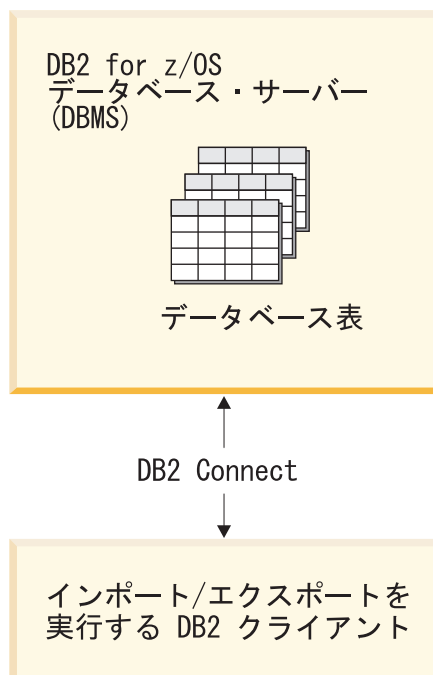 DB2 for z/OS
データベース・サーバー
(DBMS)
データベース表
DB2 Connect
インポート/エクスポートを
実行する DB2 クライアント